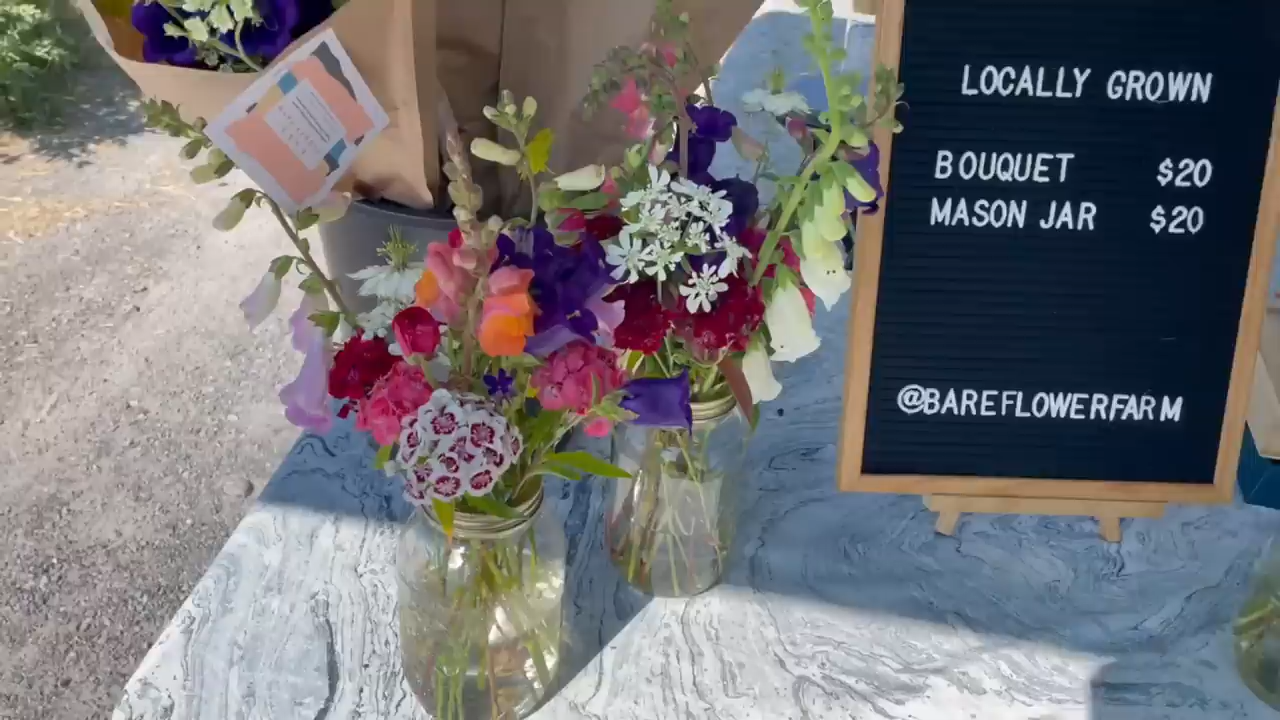 LOCALLY GROWN
BOUQUET $20
MASON JAR $20
@BAREFLOWERFARM